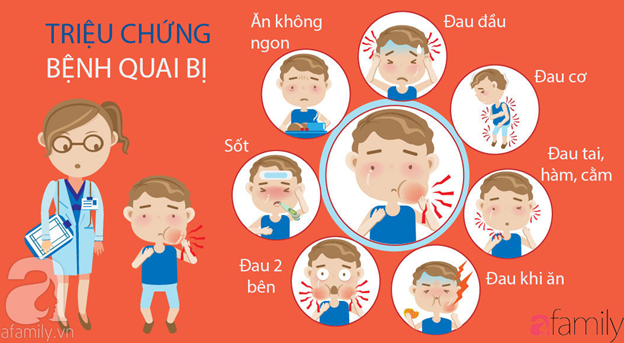 TRIỆU CHỨNG
BỆNH QUAI BỊ
Ăn không
ngon
Đau đầu
Đau cơ
Sốt
Đau tai,
hàm, cằm
Đau 2
bên
Đau khi ăn
a
afamily.vn
afamily